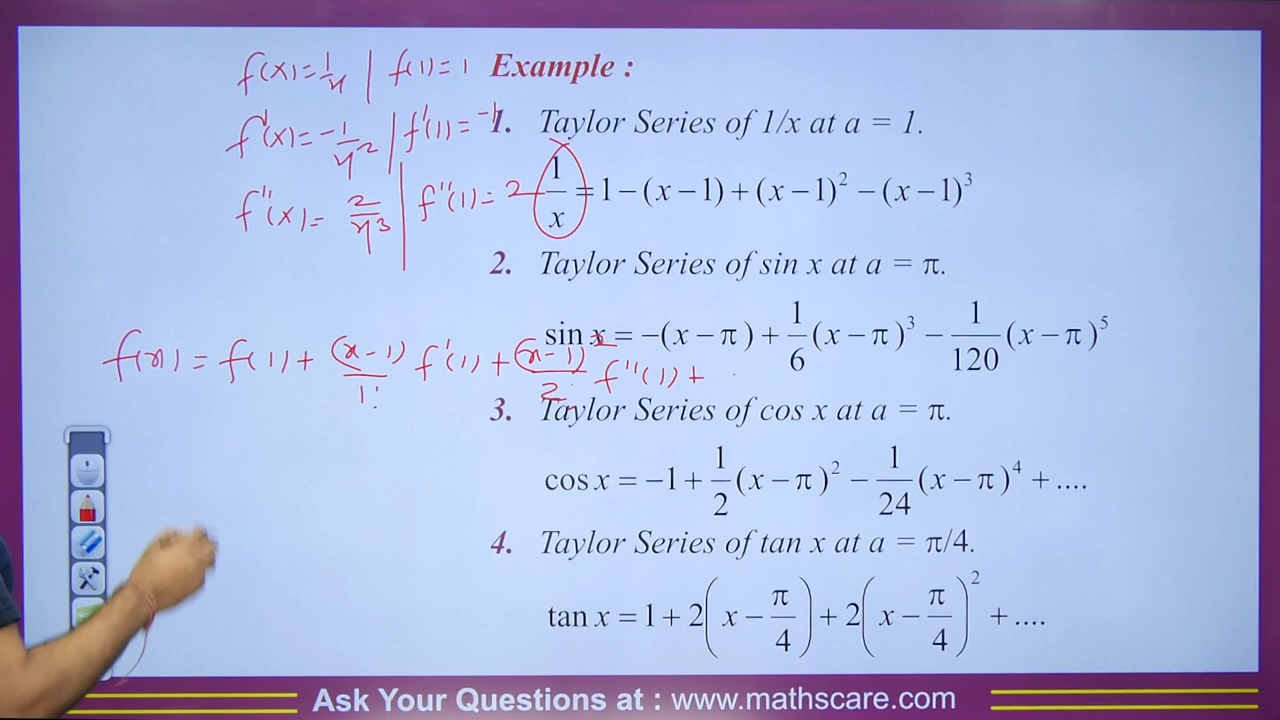 f(x)=1/x | f(1)=1
Example :
f'(x)=-1/x² | f'(1)=-1
1. Taylor Series of 1/x at a = 1.
f''(x)= 2/x³ | f''(1)=2
1/x = 1 − (x − 1) + (x − 1)² − (x − 1)³
2. Taylor Series of sin x at a = π.
sin x = −(x − π) + 1/6 (x − π)³ − 1/120 (x − π)⁵
f(x) = f(1) + (x-1)/1! f'(1) + (x-1)²/2! f''(1) +
3. Taylor Series of cos x at a = π.
cos x = −1 + 1/2 (x − π)² − 1/24 (x − π)⁴ + ....
4. Taylor Series of tan x at a = π/4.
tan x = 1 + 2(x − π/4) + 2(x − π/4)² + ....
Ask Your Questions at : www.mathscare.com